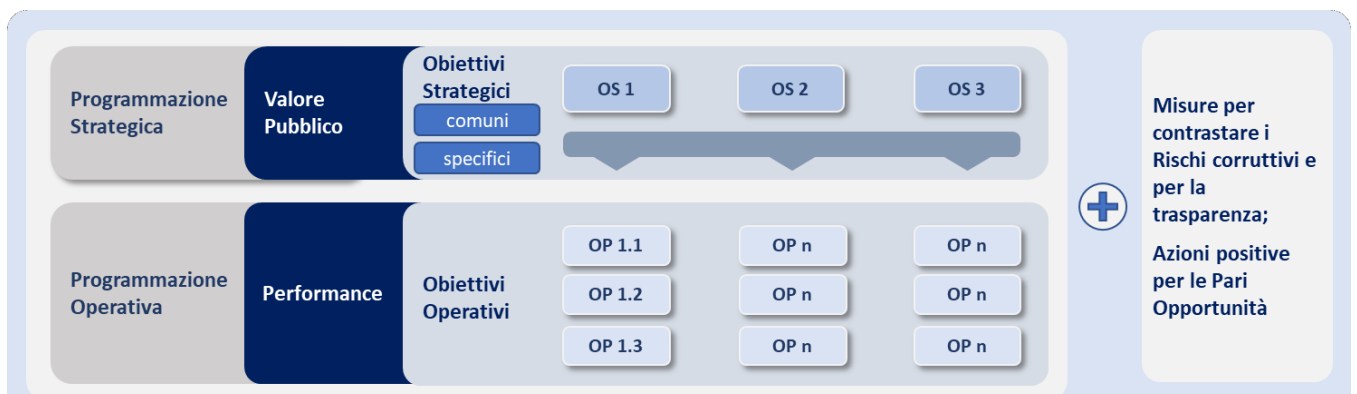 Programmazione
Strategica
Valore
Pubblico
Obiettivi
Strategici
comuni
specifici
OS 1
OS 2
OS 3
Programmazione
Operativa
Performance
Obiettivi
Operativi
OP 1.1
OP n
OP n
OP 1.2
OP n
OP n
OP 1.3
OP n
OP n
Misure per
contrastare i
Rischi corruttivi e
per la
trasparenza;
Azioni positive
per le Pari
Opportunità